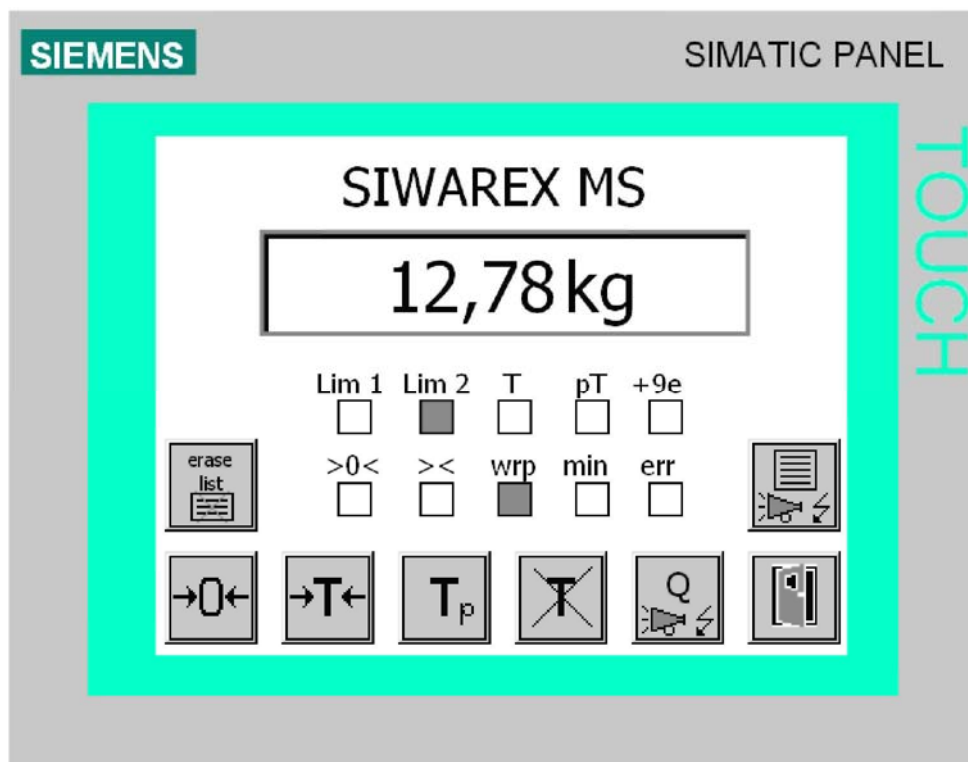 SIEMENS
SIMATIC PANEL
TOUCH
SIWAREX MS
12,78 kg
Lim 1 Lim 2 T pT +9e
>0< >< wrp min err
erase
list
→0← →T← Tp T Q